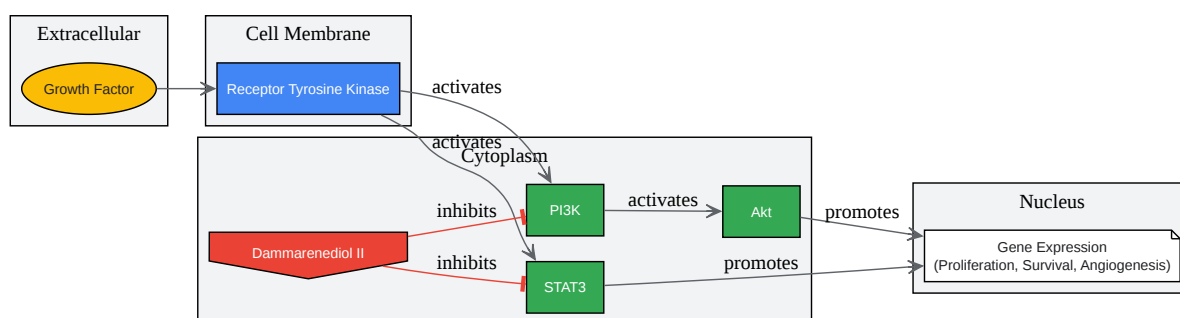 Extracellular
Growth Factor
Cell Membrane
Receptor Tyrosine Kinase
activates
activates
Cytoplasm
Dammarenediol II
inhibits
inhibits
PI3K
STAT3
activates
Akt
promotes
promotes
Nucleus
Gene Expression
(Proliferation, Survival, Angiogenesis)